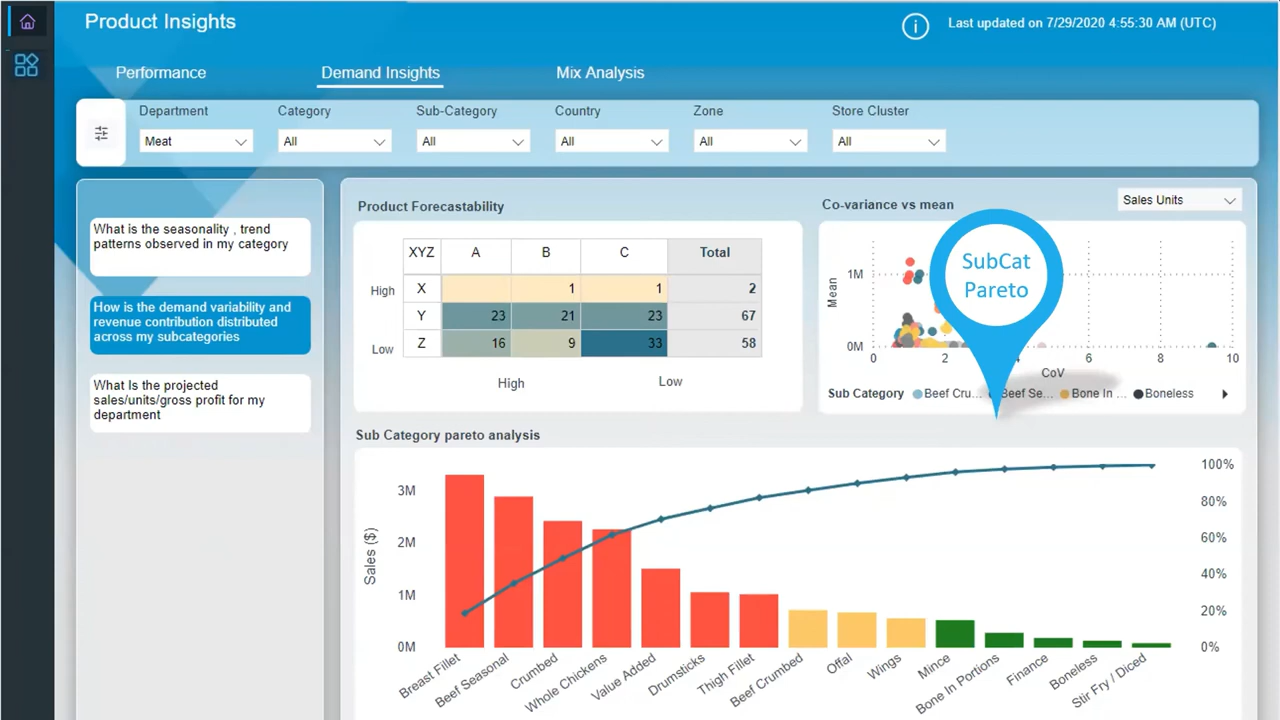 Product Insights
Last updated on 7/29/2020 4:55:30 AM (UTC)
Performance
Demand Insights
Mix Analysis
Department
Category
Sub-Category
Country
Zone
Store Cluster
Meat
All
All
All
All
All
What is the seasonality , trend
patterns observed in my category
How is the demand variability and
revenue contribution distributed
across my subcategories
What Is the projected
sales/units/gross profit for my
department
Product Forecastability
XYZ A B C Total
High X 1 1 2
Y 23 21 23 67
Low Z 16 9 33 58
High Low
Co-variance vs mean
Sales Units
SubCat
Pareto
Mean
1M
0M
0 2 4 6 8 10
CoV
Sub Category Beef Cru... Beef Se... Bone In ... Boneless
Sub Category pareto analysis
Sales ($)
3M
2M
1M
0M
100%
80%
60%
40%
20%
0%
Breast Fillet
Beef Seasonal
Crumbed
Whole Chickens
Value Added
Drumsticks
Thigh Fillet
Beef Crumbed
Offal
Wings
Mince
Bone In Portions
Finance
Boneless
Stir Fry / Diced